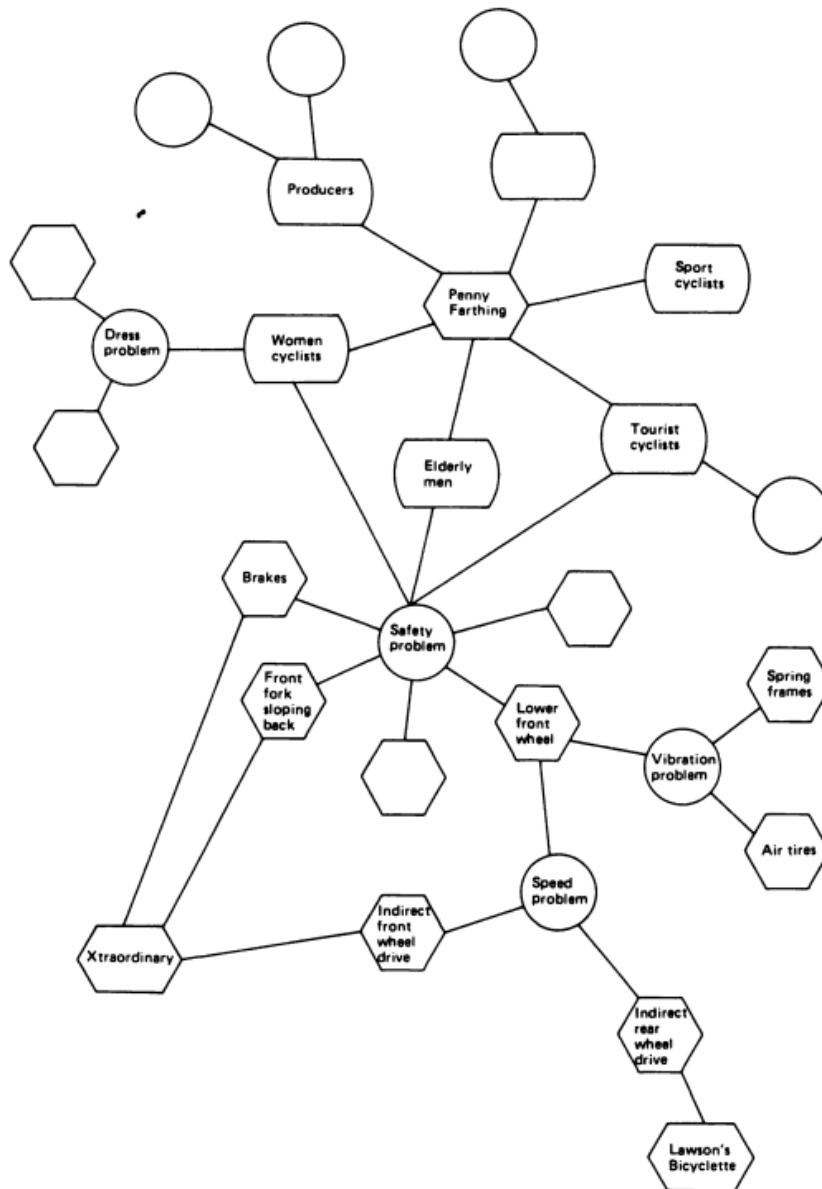 Producers
Sport
cyclists
Penny
Farthing
Dress
problem
Women
cyclists
Tourist
cyclists
Elderly
men
Brakes
Safety
problem
Front
fork
sloping
back
Lower
front
wheel
Spring
frames
Vibration
problem
Air tires
Speed
problem
Indirect
front
wheel
drive
Xtraordinary
Indirect
rear
wheel
drive
Lawson's
Bicyclette